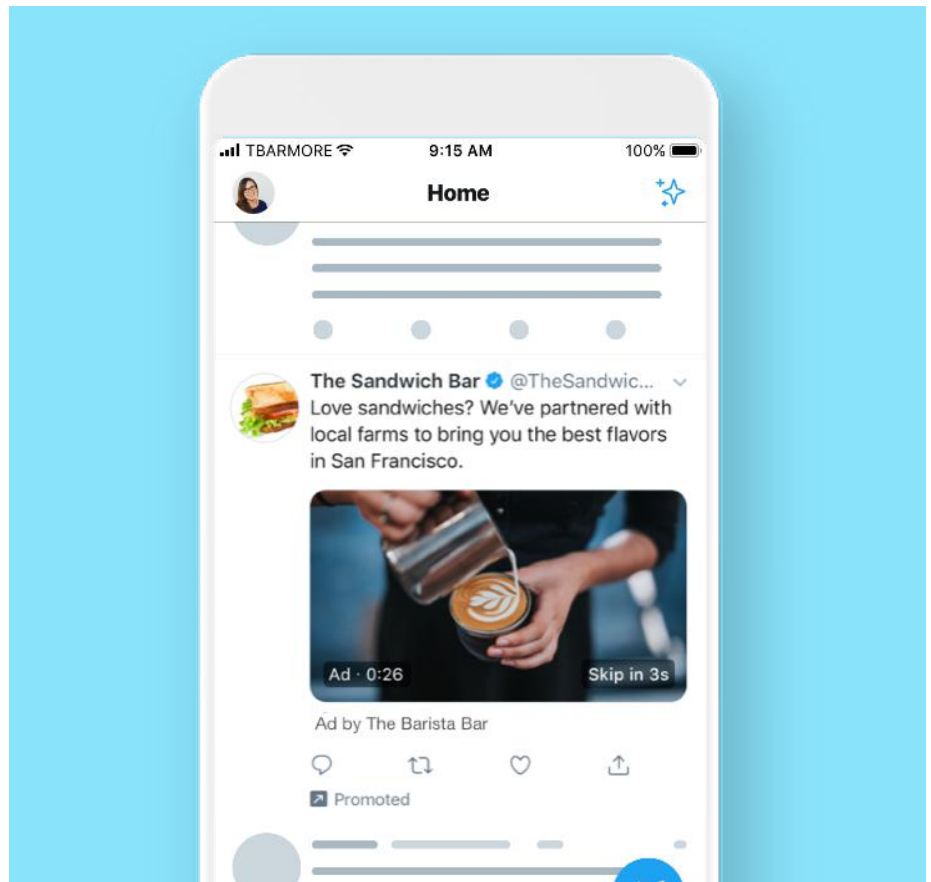 TBARMORE 9:15 AM 100%
Home
The Sandwich Bar @TheSandwic...
Love sandwiches? We've partnered with
local farms to bring you the best flavors
in San Francisco.
Ad · 0:26 Skip in 3s
Ad by The Barista Bar
Promoted